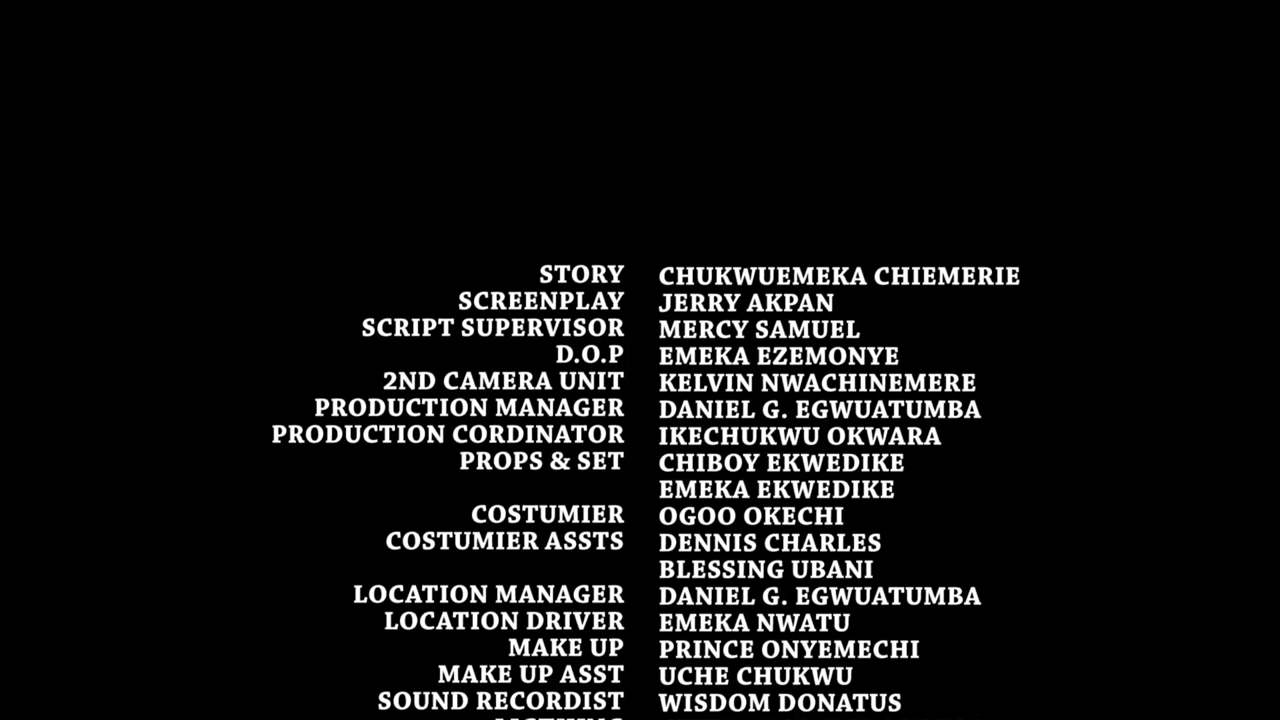 STORY CHUKWUEMEKA CHIEMERIE
SCREENPLAY JERRY AKPAN
SCRIPT SUPERVISOR MERCY SAMUEL
D.O.P EMEKA EZEMONYE
2ND CAMERA UNIT KELVIN NWACHINEMERE
PRODUCTION MANAGER DANIEL G. EGWUATUMBA
PRODUCTION CORDINATOR IKECHUKWU OKWARA
PROPS & SET CHIBOY EKWEDIKE
EMEKA EKWEDIKE
COSTUMIER OGOO OKECHI
COSTUMIER ASSTS DENNIS CHARLES
BLESSING UBANI
LOCATION MANAGER DANIEL G. EGWUATUMBA
LOCATION DRIVER EMEKA NWATU
MAKE UP PRINCE ONYEMECHI
MAKE UP ASST UCHE CHUKWU
SOUND RECORDIST WISDOM DONATUS